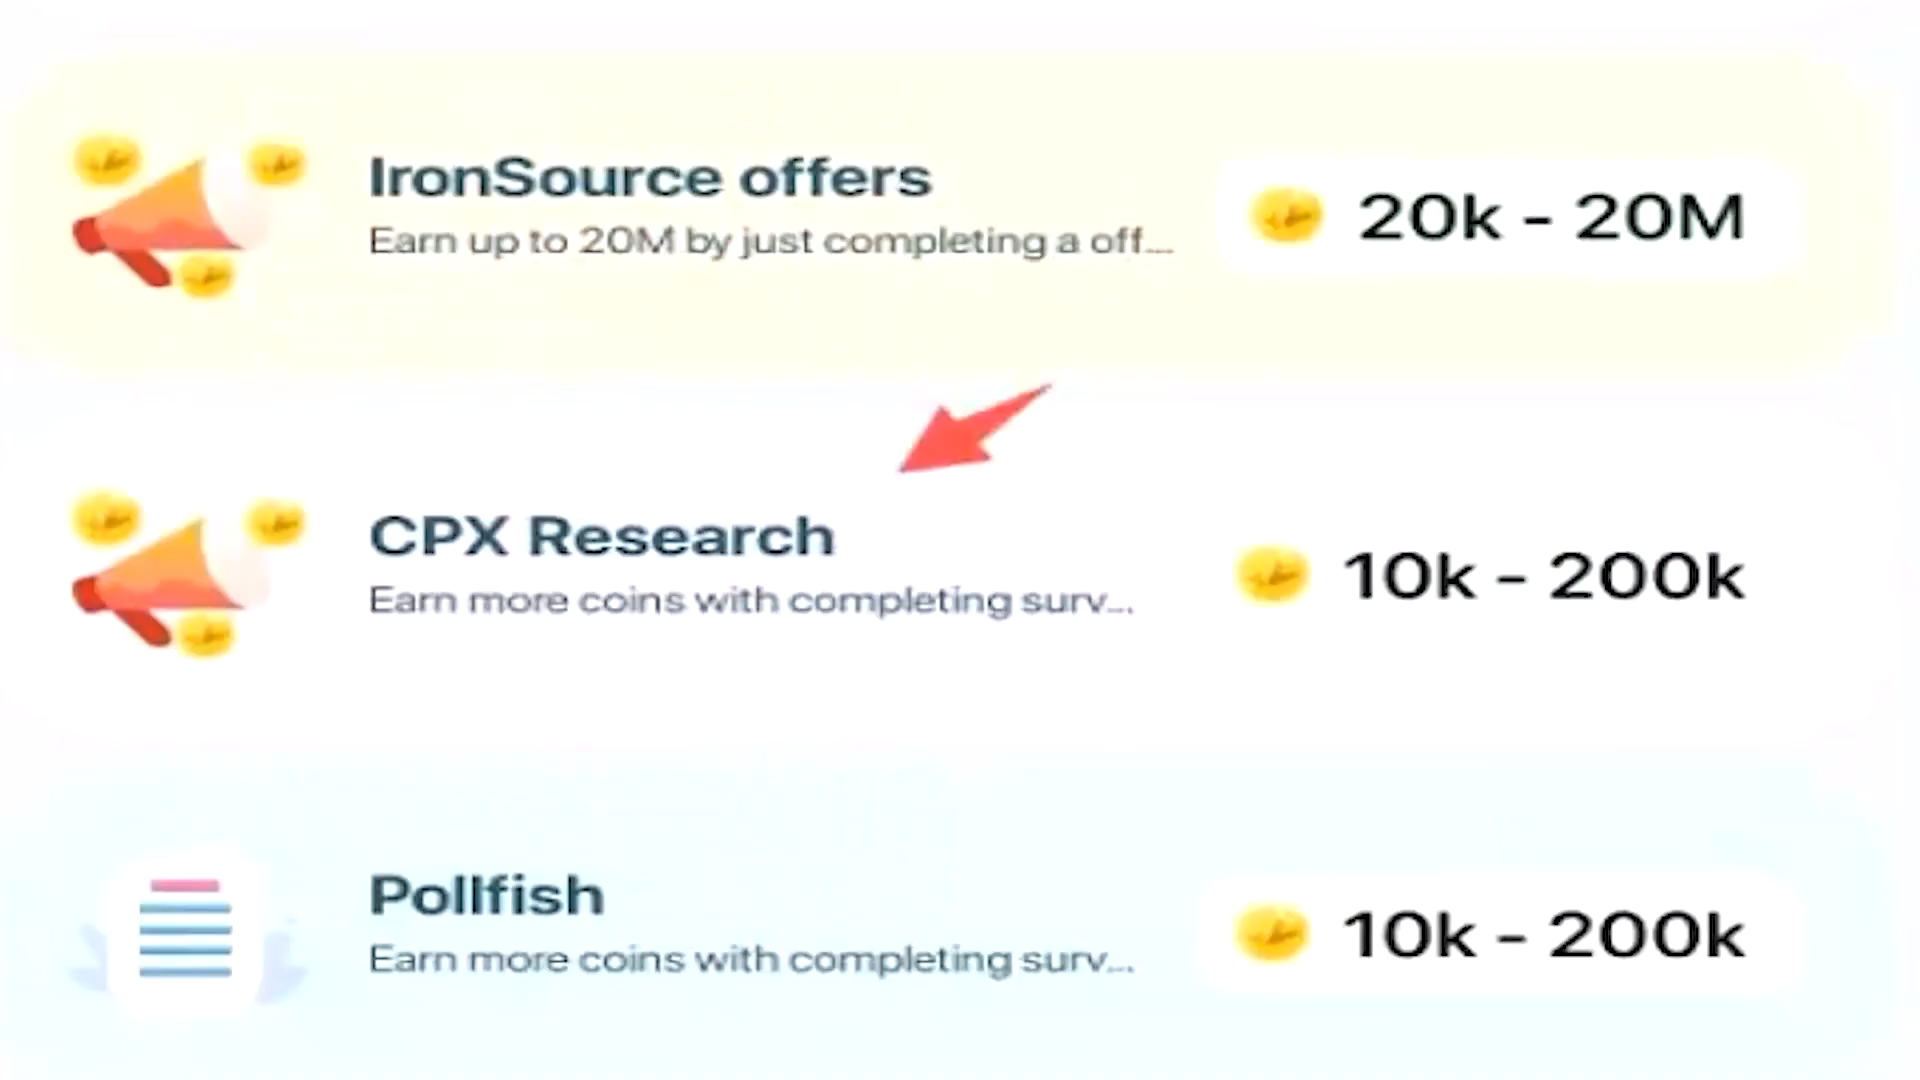 IronSource offers
Earn up to 20M by just completing a off...
20k - 20M
CPX Research
Earn more coins with completing surv...
10k - 200k
Pollfish
Earn more coins with completing surv...
10k - 200k